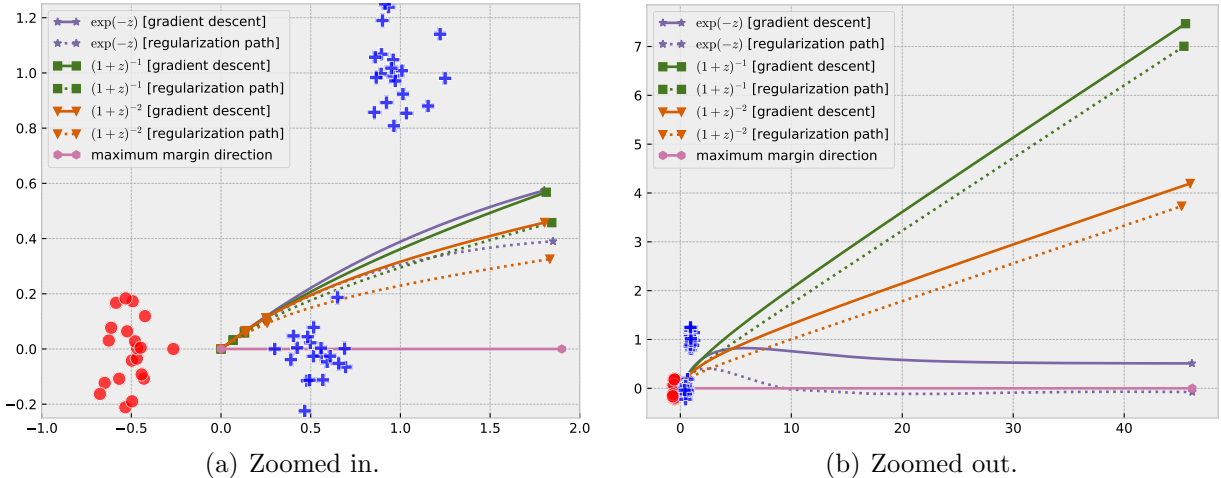 exp(−z) [gradient descent]
exp(−z) [regularization path]
(1 + z)⁻¹ [gradient descent]
(1 + z)⁻¹ [regularization path]
(1 + z)⁻² [gradient descent]
(1 + z)⁻² [regularization path]
maximum margin direction
1.2
1.0
0.8
0.6
0.4
0.2
0.0
−0.2
−1.0 −0.5 0.0 0.5 1.0 1.5 2.0
(a) Zoomed in.
exp(−z) [gradient descent]
exp(−z) [regularization path]
(1 + z)⁻¹ [gradient descent]
(1 + z)⁻¹ [regularization path]
(1 + z)⁻² [gradient descent]
(1 + z)⁻² [regularization path]
maximum margin direction
7
6
5
4
3
2
1
0
0 10 20 30 40
(b) Zoomed out.